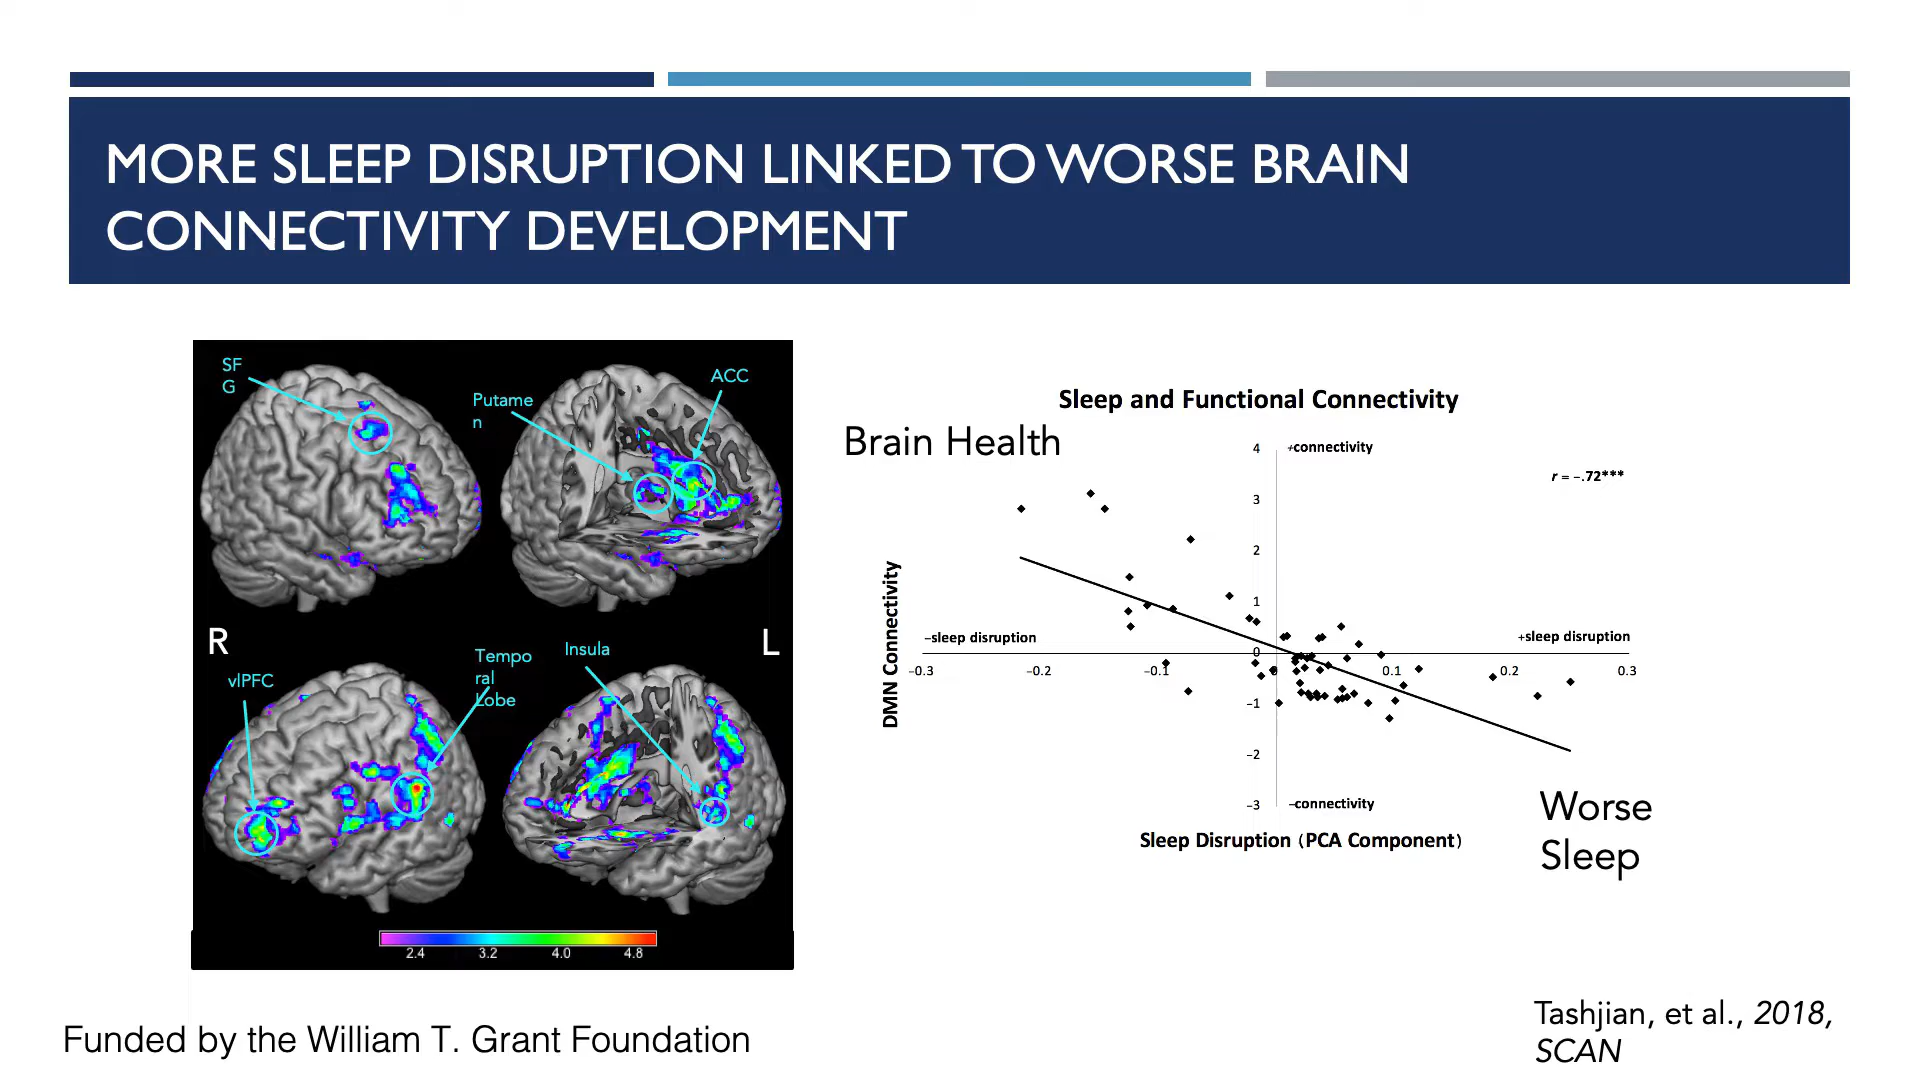 MORE SLEEP DISRUPTION LINKED TO WORSE BRAIN
CONNECTIVITY DEVELOPMENT
SF
G
Putame
n
ACC
R
L
vlPFC
Tempo
ral
Lobe
Insula
2.4 3.2 4.0 4.8
Sleep and Functional Connectivity
Brain Health
4
+connectivity
r = –.72***
3
2
1
0
–sleep disruption
+sleep disruption
–0.3 –0.2 –0.1 0 0.1 0.2 0.3
–1
–2
–3
–connectivity
DMN Connectivity
Sleep Disruption (PCA Component)
Worse
Sleep
Funded by the William T. Grant Foundation
Tashjian, et al., 2018,
SCAN